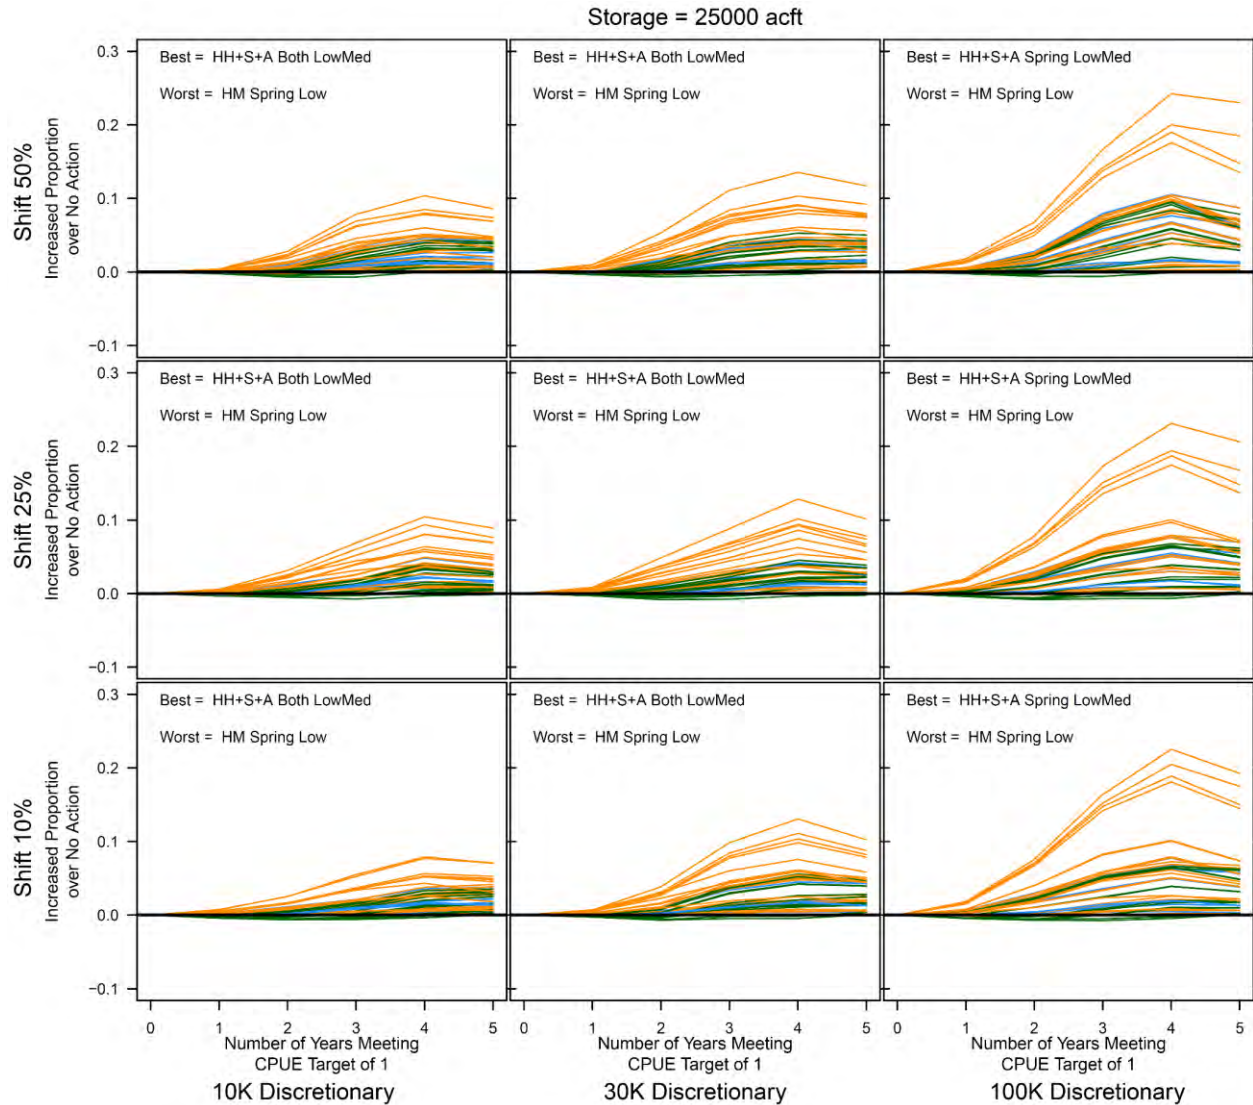 Storage = 25000 acft
Shift 50%
Increased Proportion
over No Action
0.3
0.2
0.1
0.0
−0.1
Best = HH+S+A Both LowMed
Worst = HM Spring Low
Best = HH+S+A Both LowMed
Worst = HM Spring Low
Best = HH+S+A Spring LowMed
Worst = HM Spring Low
Shift 25%
Increased Proportion
over No Action
0.3
0.2
0.1
0.0
−0.1
Best = HH+S+A Both LowMed
Worst = HM Spring Low
Best = HH+S+A Both LowMed
Worst = HM Spring Low
Best = HH+S+A Spring LowMed
Worst = HM Spring Low
Shift 10%
Increased Proportion
over No Action
0.3
0.2
0.1
0.0
−0.1
Best = HH+S+A Both LowMed
Worst = HM Spring Low
Best = HH+S+A Both LowMed
Worst = HM Spring Low
Best = HH+S+A Spring LowMed
Worst = HM Spring Low
0 1 2 3 4 5
Number of Years Meeting
CPUE Target of 1
10K Discretionary
0 1 2 3 4 5
Number of Years Meeting
CPUE Target of 1
30K Discretionary
0 1 2 3 4 5
Number of Years Meeting
CPUE Target of 1
100K Discretionary